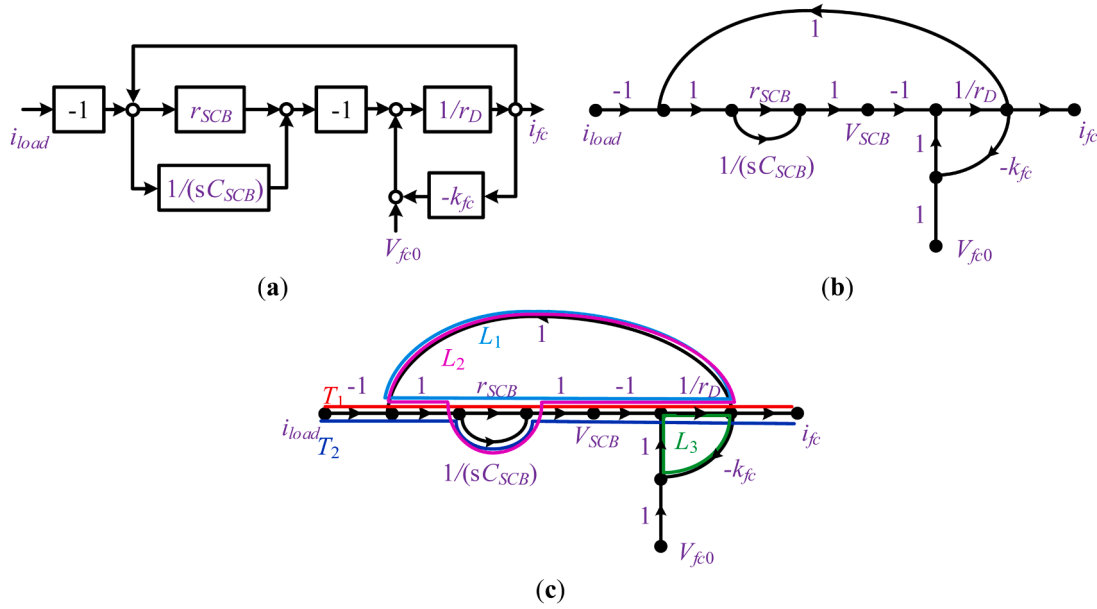 -1
r_SCB
-1
1/r_D
i_load
i_fc
1/(sC_SCB)
-k_fc
V_fc0
(a)
1
-1 1 r_SCB 1 -1 1/r_D
i_load V_SCB i_fc
1/(sC_SCB)
1
-k_fc
1
V_fc0
(b)
L_1 1
L_2
-1 1 r_SCB 1 -1 1/r_D
T_1
i_load V_SCB i_fc
T_2
L_3
1
-k_fc
1/(sC_SCB)
1
V_fc0
(c)